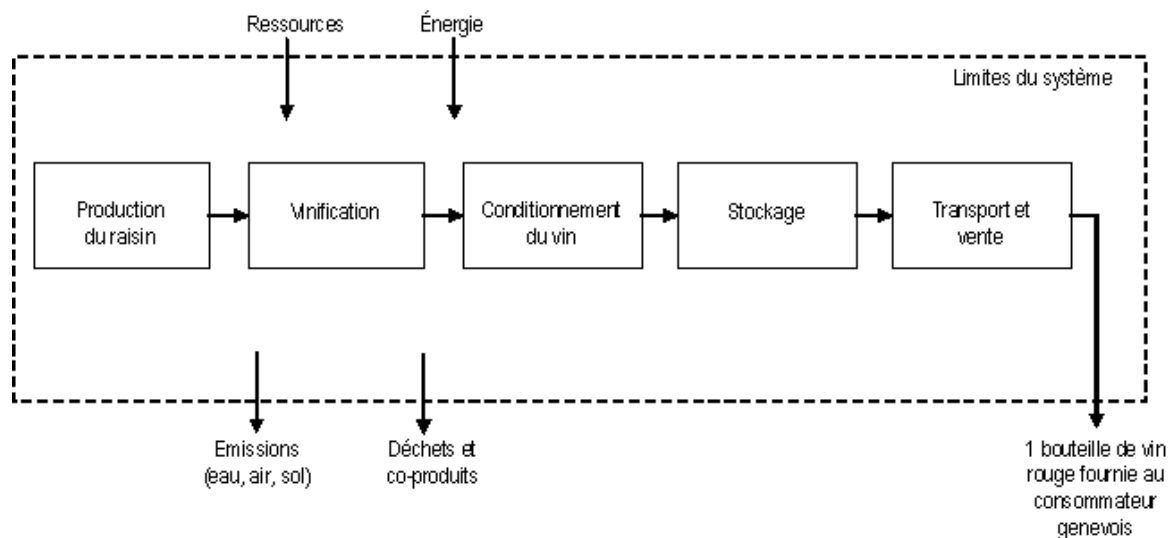 Ressources
Énergie
Limites du système
Production
du raisin
Vinification
Conditionnement
du vin
Stockage
Transport et
vente
Emissions
(eau, air, sol)
Déchets et
co-produits
1 bouteille de vin
rouge fournie au
consommateur
genevois